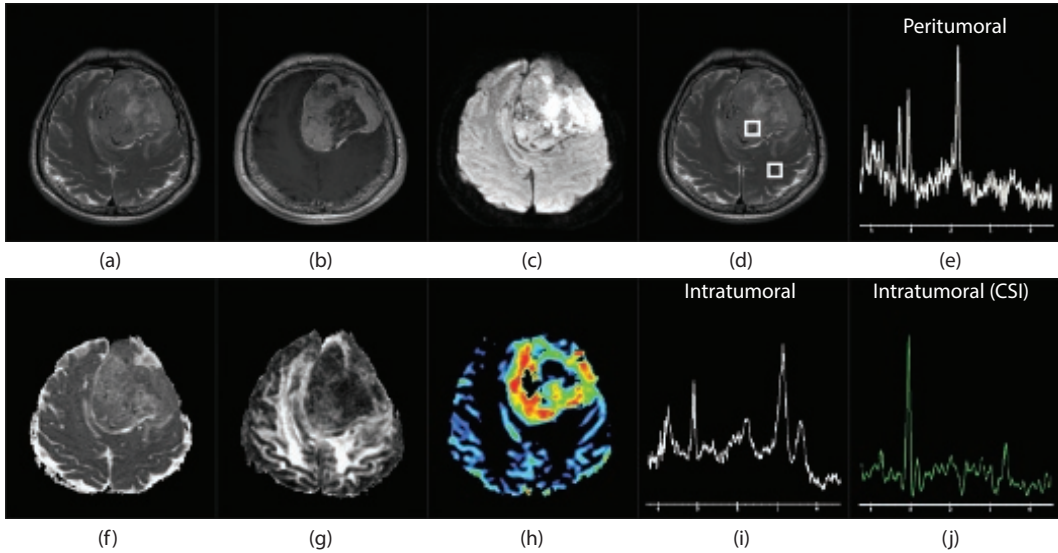 Peritumoral
(a)
(b)
(c)
(d)
(e)
Intratumoral
Intratumoral (CSI)
(f)
(g)
(h)
(i)
(j)